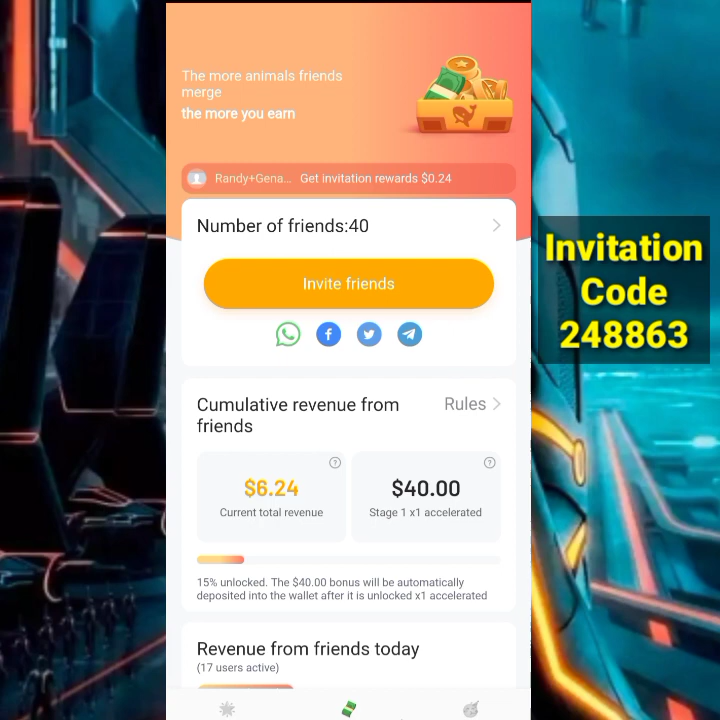 The more animals friends
merge
the more you earn
Randy+Gena... Get invitation rewards $0.24
Number of friends:40
Invite friends
Cumulative revenue from
friends
Rules
$6.24
Current total revenue
$40.00
Stage 1 x1 accelerated
15% unlocked. The $40.00 bonus will be automatically
deposited into the wallet after it is unlocked x1 accelerated
Revenue from friends today
(17 users active)
Invitation
Code
248863